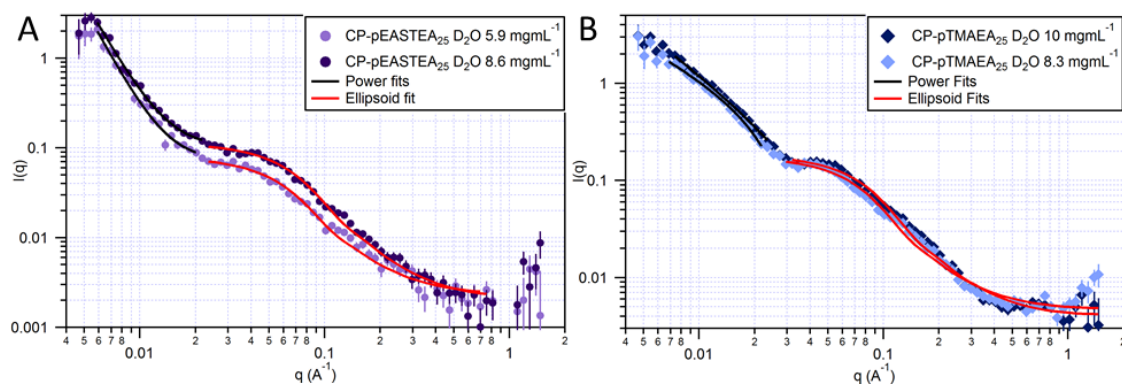 A
CP-pEASTEA₂₅ D₂O 5.9 mgmL⁻¹
CP-pEASTEA₂₅ D₂O 8.6 mgmL⁻¹
Power fits
Ellipsoid fit
I(q)
1
0.1
0.01
0.001
4 5 6 7 8 0.01 2 3 4 5 6 7 8 0.1 2 3 4 5 6 7 8 1 2
q (A⁻¹)
B
CP-pTMAEA₂₅ D₂O 10 mgmL⁻¹
CP-pTMAEA₂₅ D₂O 8.3 mgmL⁻¹
Power Fits
Ellipsoid Fits
I(q)
1
0.1
0.01
4 5 6 7 8 0.01 2 3 4 5 6 7 8 0.1 2 3 4 5 6 7 8 1 2
q (A⁻¹)